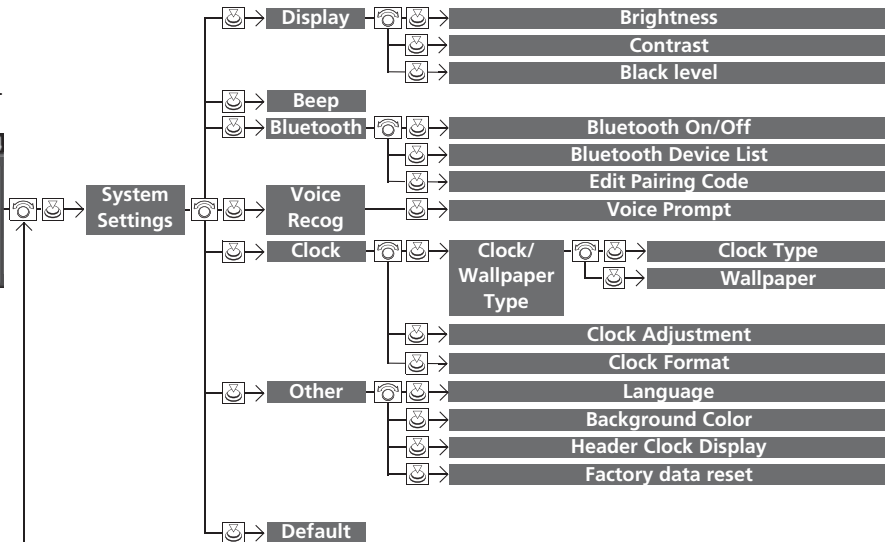 Display
Brightness
Contrast
Black level
Beep
Bluetooth
Bluetooth On/Off
Bluetooth Device List
Edit Pairing Code
System
Settings
Voice
Recog
Voice Prompt
Clock
Clock/
Wallpaper
Type
Clock Type
Wallpaper
Clock Adjustment
Clock Format
Other
Language
Background Color
Header Clock Display
Factory data reset
Default